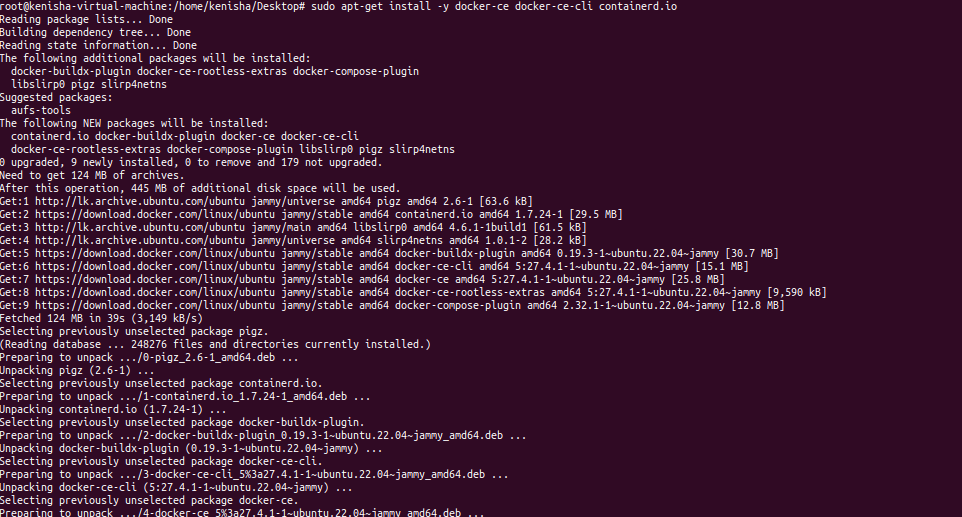 root@kenisha-virtual-machine:/home/kenisha/Desktop# sudo apt-get install -y docker-ce docker-ce-cli containerd.io
Reading package lists... Done
Building dependency tree... Done
Reading state information... Done
The following additional packages will be installed:
  docker-buildx-plugin docker-ce-rootless-extras docker-compose-plugin
  libslirp0 pigz slirp4netns
Suggested packages:
  aufs-tools
The following NEW packages will be installed:
  containerd.io docker-buildx-plugin docker-ce docker-ce-cli
  docker-ce-rootless-extras docker-compose-plugin libslirp0 pigz slirp4netns
0 upgraded, 9 newly installed, 0 to remove and 179 not upgraded.
Need to get 124 MB of archives.
After this operation, 445 MB of additional disk space will be used.
Get:1 http://lk.archive.ubuntu.com/ubuntu jammy/universe amd64 pigz amd64 2.6-1 [63.6 kB]
Get:2 https://download.docker.com/linux/ubuntu jammy/stable amd64 containerd.io amd64 1.7.24-1 [29.5 MB]
Get:3 http://lk.archive.ubuntu.com/ubuntu jammy/main amd64 libslirp0 amd64 4.6.1-1build1 [61.5 kB]
Get:4 http://lk.archive.ubuntu.com/ubuntu jammy/universe amd64 slirp4netns amd64 1.0.1-2 [28.2 kB]
Get:5 https://download.docker.com/linux/ubuntu jammy/stable amd64 docker-buildx-plugin amd64 0.19.3-1~ubuntu.22.04~jammy [30.7 MB]
Get:6 https://download.docker.com/linux/ubuntu jammy/stable amd64 docker-ce-cli amd64 5:27.4.1-1~ubuntu.22.04~jammy [15.1 MB]
Get:7 https://download.docker.com/linux/ubuntu jammy/stable amd64 docker-ce amd64 5:27.4.1-1~ubuntu.22.04~jammy [25.8 MB]
Get:8 https://download.docker.com/linux/ubuntu jammy/stable amd64 docker-ce-rootless-extras amd64 5:27.4.1-1~ubuntu.22.04~jammy [9,590 kB]
Get:9 https://download.docker.com/linux/ubuntu jammy/stable amd64 docker-compose-plugin amd64 2.32.1-1~ubuntu.22.04~jammy [12.8 MB]
Fetched 124 MB in 39s (3,149 kB/s)
Selecting previously unselected package pigz.
(Reading database ... 248276 files and directories currently installed.)
Preparing to unpack .../0-pigz_2.6-1_amd64.deb ...
Unpacking pigz (2.6-1) ...
Selecting previously unselected package containerd.io.
Preparing to unpack .../1-containerd.io_1.7.24-1_amd64.deb ...
Unpacking containerd.io (1.7.24-1) ...
Selecting previously unselected package docker-buildx-plugin.
Preparing to unpack .../2-docker-buildx-plugin_0.19.3-1~ubuntu.22.04~jammy_amd64.deb ...
Unpacking docker-buildx-plugin (0.19.3-1~ubuntu.22.04~jammy) ...
Selecting previously unselected package docker-ce-cli.
Preparing to unpack .../3-docker-ce-cli_5%3a27.4.1-1~ubuntu.22.04~jammy_amd64.deb ...
Unpacking docker-ce-cli (5:27.4.1-1~ubuntu.22.04~jammy) ...
Selecting previously unselected package docker-ce.
Preparing to unpack .../4-docker-ce_5%3a27.4.1-1~ubuntu.22.04~jammy_amd64.deb ...